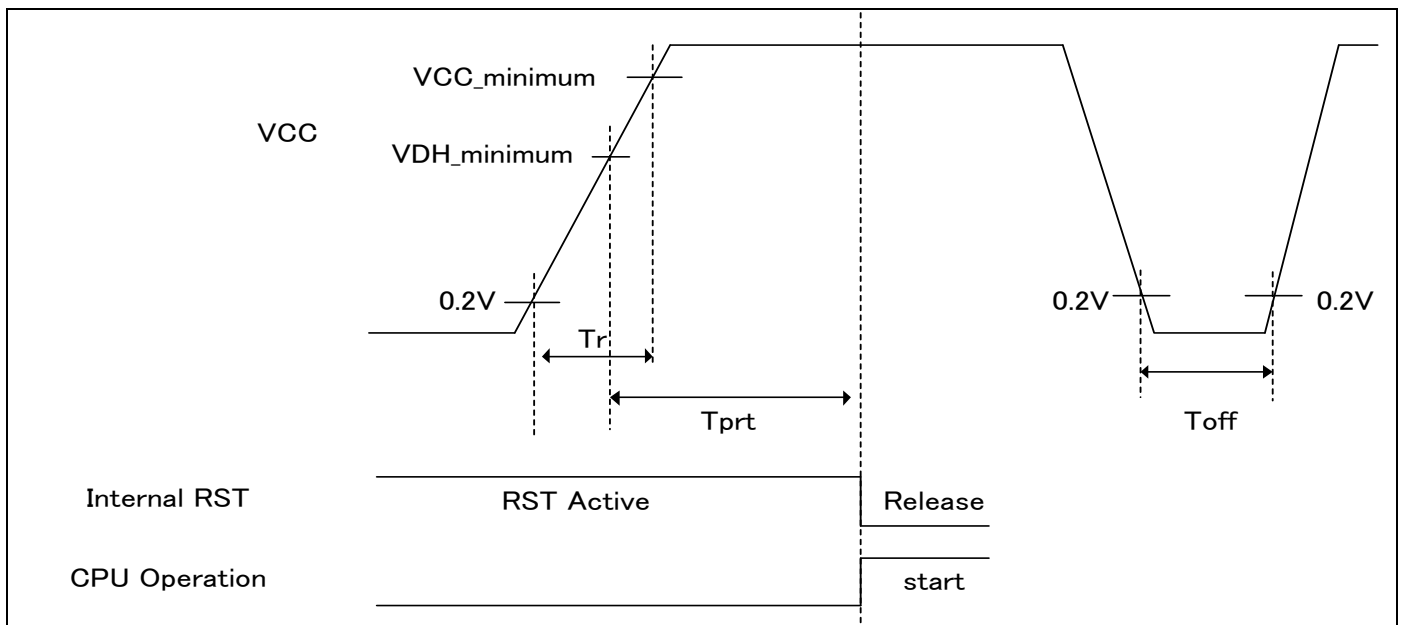 VCC_minimum
VCC
VDH_minimum
0.2V
Tr
Tprt
0.2V
0.2V
Toff
Internal RST
RST Active
Release
CPU Operation
start